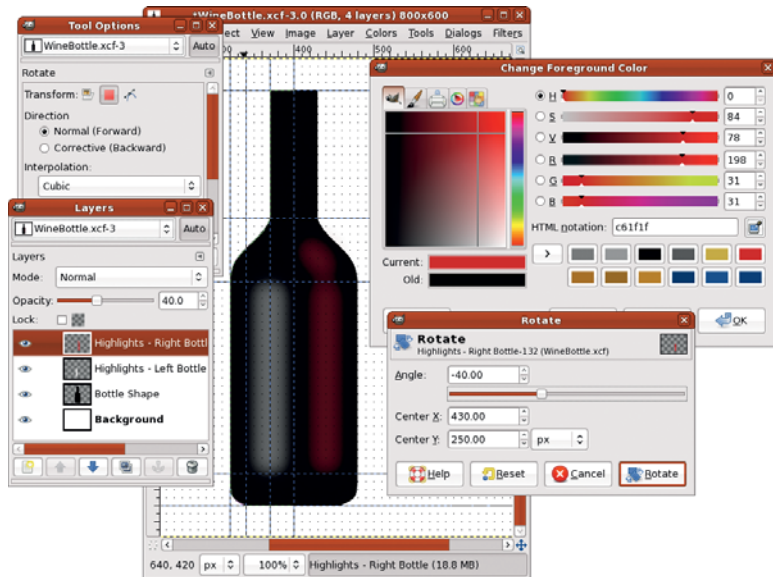 *WineBottle.xcf-3.0 (RGB, 4 layers) 800x600
ect View Image Layer Colors Tools Dialogs Filters
400 500 600
Tool Options
WineBottle.xcf-3 Auto
Rotate
Transform:
Direction
Normal (Forward)
Corrective (Backward)
Interpolation:
Cubic
Layers
WineBottle.xcf-3 Auto
Layers
Mode: Normal
Opacity: 40.0
Lock:
Highlights - Right Bottl
Highlights - Left Bottle
Bottle Shape
Background
Change Foreground Color
H 0
S 84
V 78
R 198
G 31
B 31
HTML notation: c61f1f
Current:
Old:
OK
Rotate
Rotate
Highlights - Right Bottle-132 (WineBottle.xcf)
Angle: -40.00
Center X: 430.00
Center Y: 250.00 px
Help Reset Cancel Rotate
640, 420 px 100% Highlights - Right Bottle (18.8 MB)